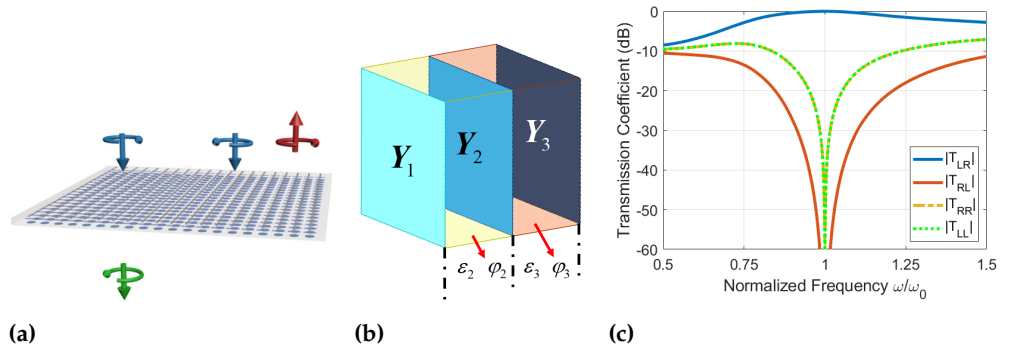 Y1
Y2
Y3
ε2 φ2 ε3 φ3
0
-10
-20
-30
-40
-50
-60
0.5 0.75 1 1.25 1.5
Transmission Coefficient (dB)
Normalized Frequency ω/ω0
|TLR|
|TRL|
|TRR|
|TLL|
(a) (b) (c)